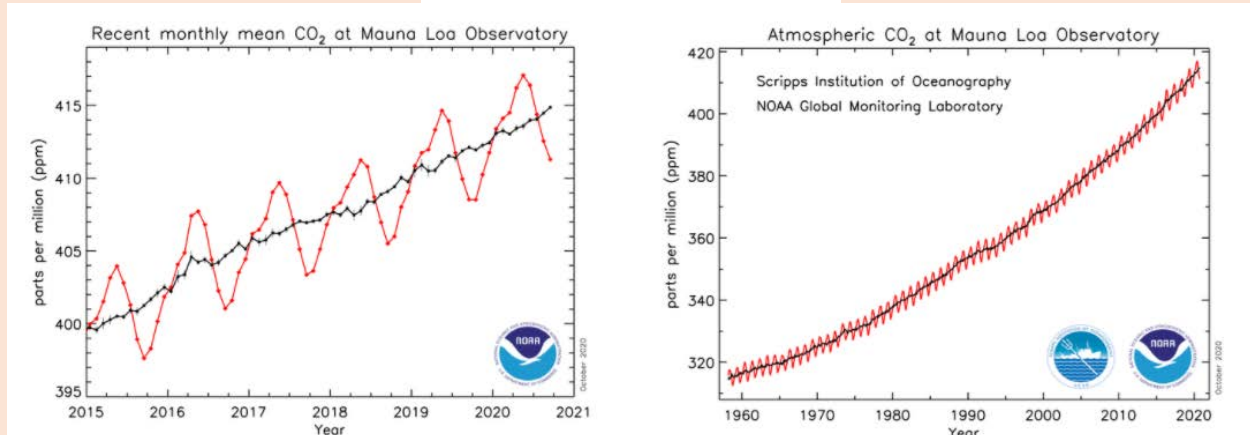 Recent monthly mean CO₂ at Mauna Loa Observatory
parts per million (ppm)
415
410
405
400
395
2015 2016 2017 2018 2019 2020 2021
Year
NOAA
October 2020
Atmospheric CO₂ at Mauna Loa Observatory
Scripps Institution of Oceanography
NOAA Global Monitoring Laboratory
parts per million (ppm)
420
400
380
360
340
320
1960 1970 1980 1990 2000 2010 2020
Year
NOAA
October 2020